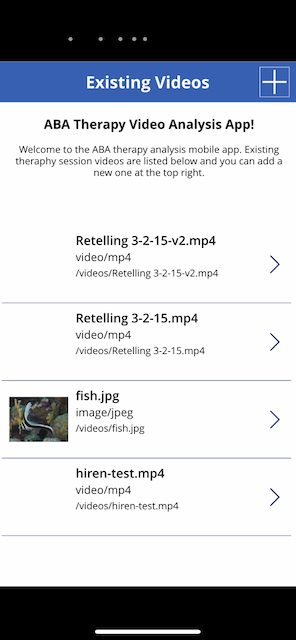 Existing Videos
ABA Therapy Video Analysis App!
Welcome to the ABA therapy analysis mobile app. Existing
theraphy session videos are listed below and you can add a
new one at the top right.
Retelling 3-2-15-v2.mp4
video/mp4
/videos/Retelling 3-2-15-v2.mp4
Retelling 3-2-15.mp4
video/mp4
/videos/Retelling 3-2-15.mp4
fish.jpg
image/jpeg
/videos/fish.jpg
hiren-test.mp4
video/mp4
/videos/hiren-test.mp4